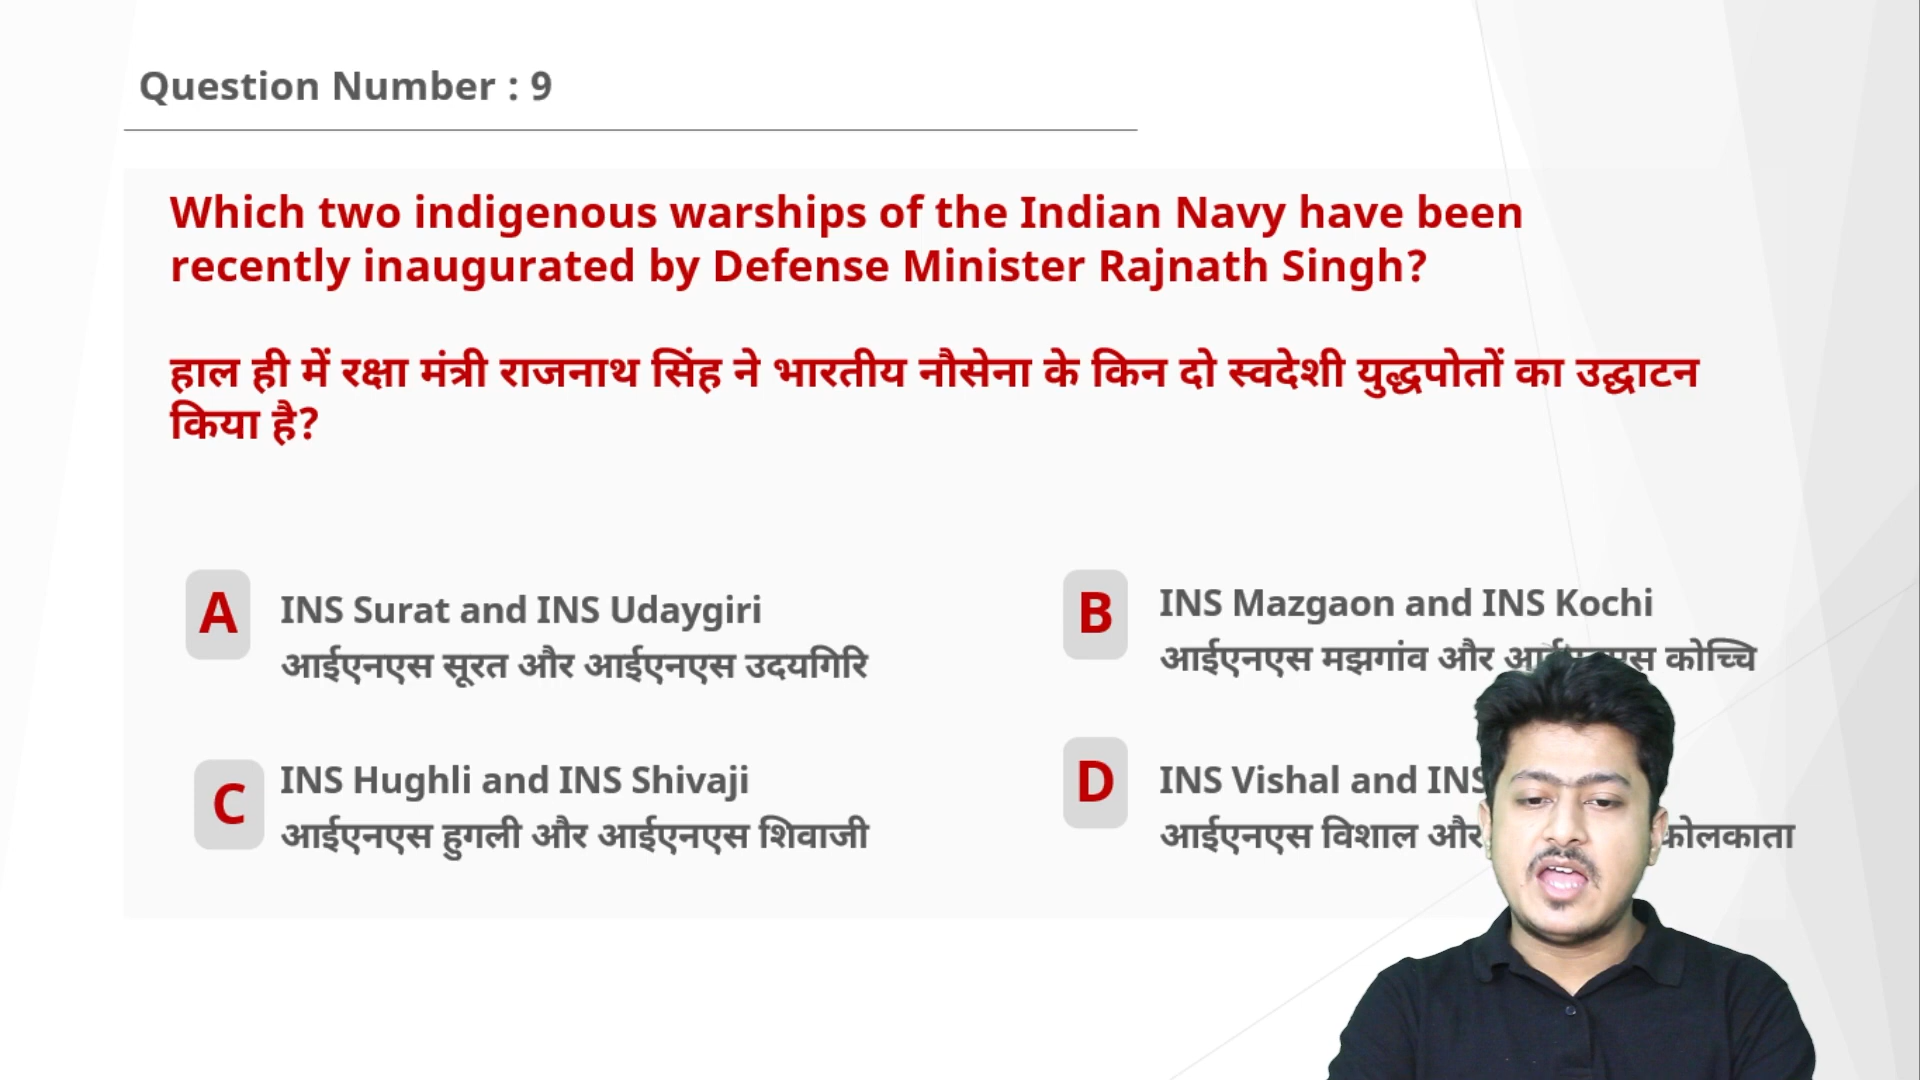 Question Number : 9
Which two indigenous warships of the Indian Navy have been
recently inaugurated by Defense Minister Rajnath Singh?
हाल ही में रक्षा मंत्री राजनाथ सिंह ने भारतीय नौसेना के किन दो स्वदेशी युद्धपोतों का उद्घाटन
किया है?
A
INS Surat and INS Udaygiri
आईएनएस सूरत और आईएनएस उदयगिरि
B
INS Mazgaon and INS Kochi
आईएनएस मझगांव और कोच्चि
C
INS Hughli and INS Shivaji
आईएनएस हुगली और आईएनएस शिवाजी
D
INS Vishal and INS
आईएनएस विशाल और कोलकाता